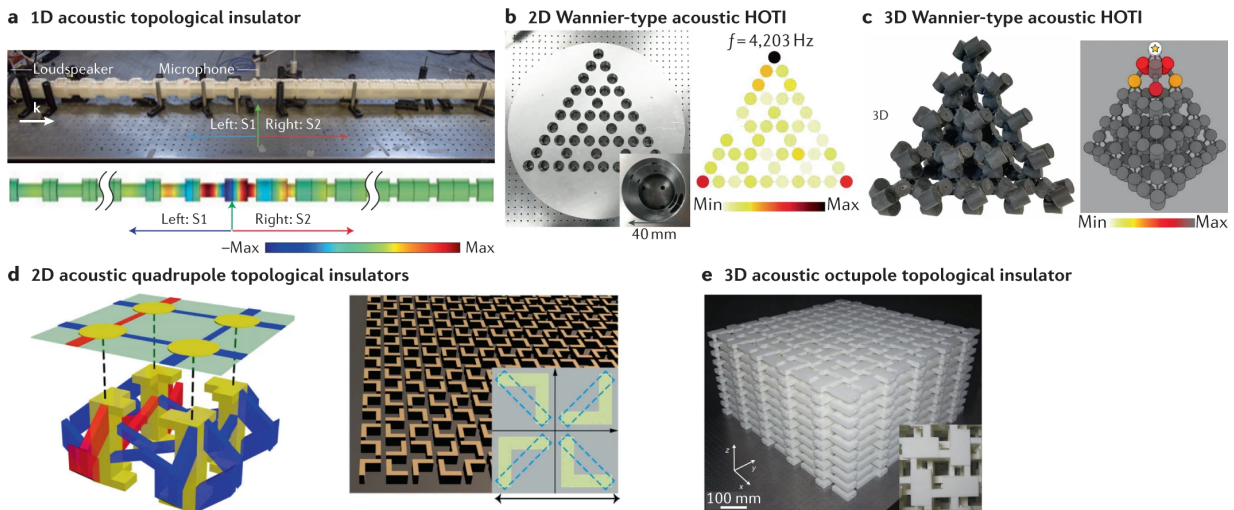 a 1D acoustic topological insulator
Loudspeaker
Microphone
k
Left: S1
Right: S2
Left: S1
Right: S2
–Max
Max
b 2D Wannier-type acoustic HOTI
f = 4,203 Hz
40 mm
Min
Max
c 3D Wannier-type acoustic HOTI
3D
Min
Max
d 2D acoustic quadrupole topological insulators
e 3D acoustic octupole topological insulator
z
y
x
100 mm